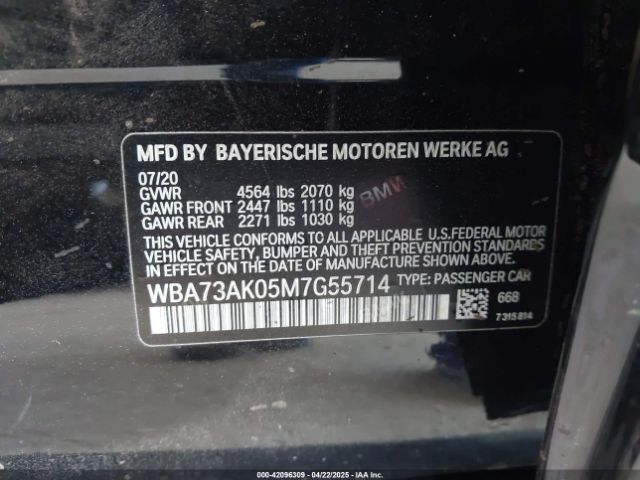 MFD BY BAYERISCHE MOTOREN WERKE AG
07/20
GVWR 4564 lbs 2070 kg
GAWR FRONT 2447 lbs 1110 kg
GAWR REAR 2271 lbs 1030 kg
BMW
THIS VEHICLE CONFORMS TO ALL APPLICABLE U.S.FEDERAL MOTOR
VEHICLE SAFETY, BUMPER AND THEFT PREVENTION STANDARDS
IN EFFECT ON THE DATE OF MANUFACTURE SHOWN ABOVE.
WBA73AK05M7G55714 TYPE: PASSENGER CAR
668
7315814
000-42096309 - 04/22/2025 - IAAI.COM